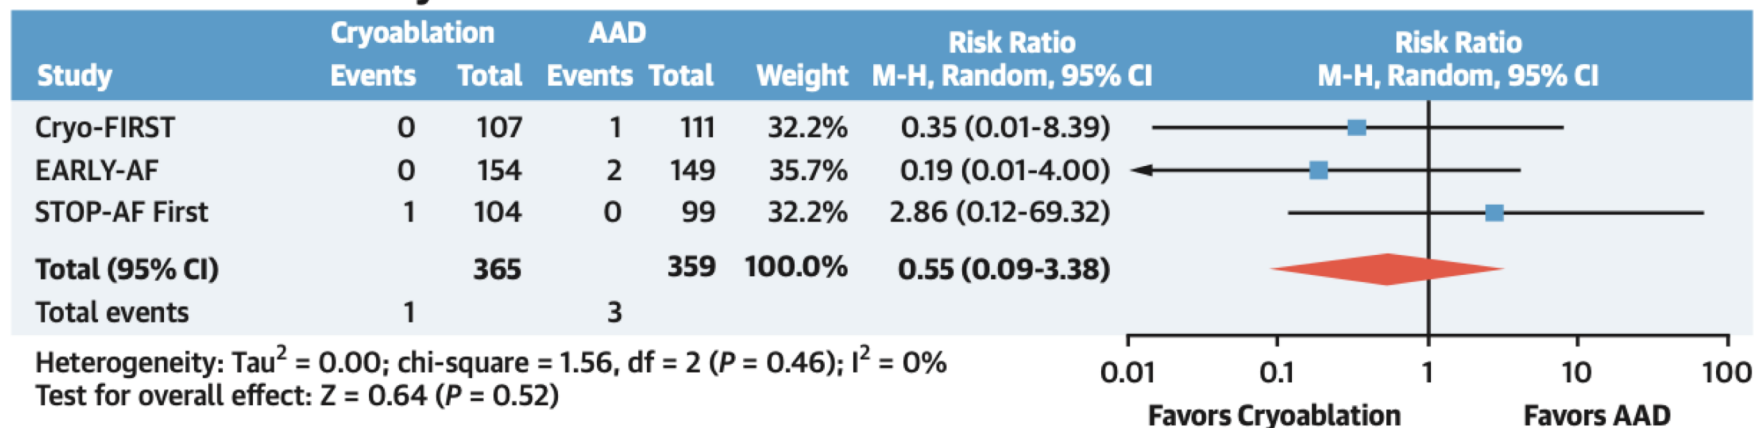 Cryoablation AAD Risk Ratio Risk Ratio
Study Events Total Events Total Weight M-H, Random, 95% CI M-H, Random, 95% CI
Cryo-FIRST 0 107 1 111 32.2% 0.35 (0.01-8.39)
EARLY-AF 0 154 2 149 35.7% 0.19 (0.01-4.00)
STOP-AF First 1 104 0 99 32.2% 2.86 (0.12-69.32)
Total (95% CI) 365 359 100.0% 0.55 (0.09-3.38)
Total events 1 3
Heterogeneity: Tau² = 0.00; chi-square = 1.56, df = 2 (P = 0.46); I² = 0%
Test for overall effect: Z = 0.64 (P = 0.52)
0.01 0.1 1 10 100
Favors Cryoablation Favors AAD